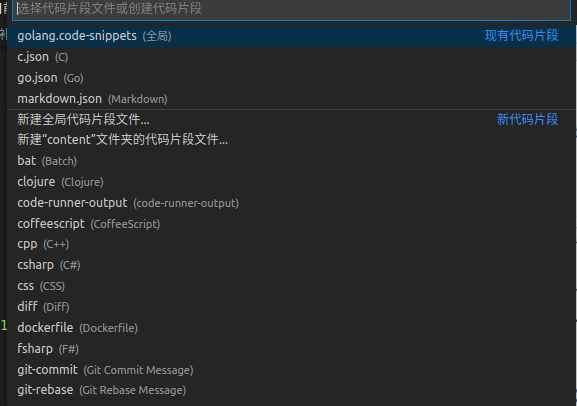 选择代码片段文件或创建代码片段
golang.code-snippets (全局) 现有代码片段
c.json (C)
go.json (Go)
markdown.json (Markdown)
新建全局代码片段文件... 新代码片段
新建“content”文件夹的代码片段文件...
bat (Batch)
clojure (Clojure)
code-runner-output (code-runner-output)
coffeescript (CoffeeScript)
cpp (C++)
csharp (C#)
css (CSS)
diff (Diff)
dockerfile (Dockerfile)
fsharp (F#)
git-commit (Git Commit Message)
git-rebase (Git Rebase Message)